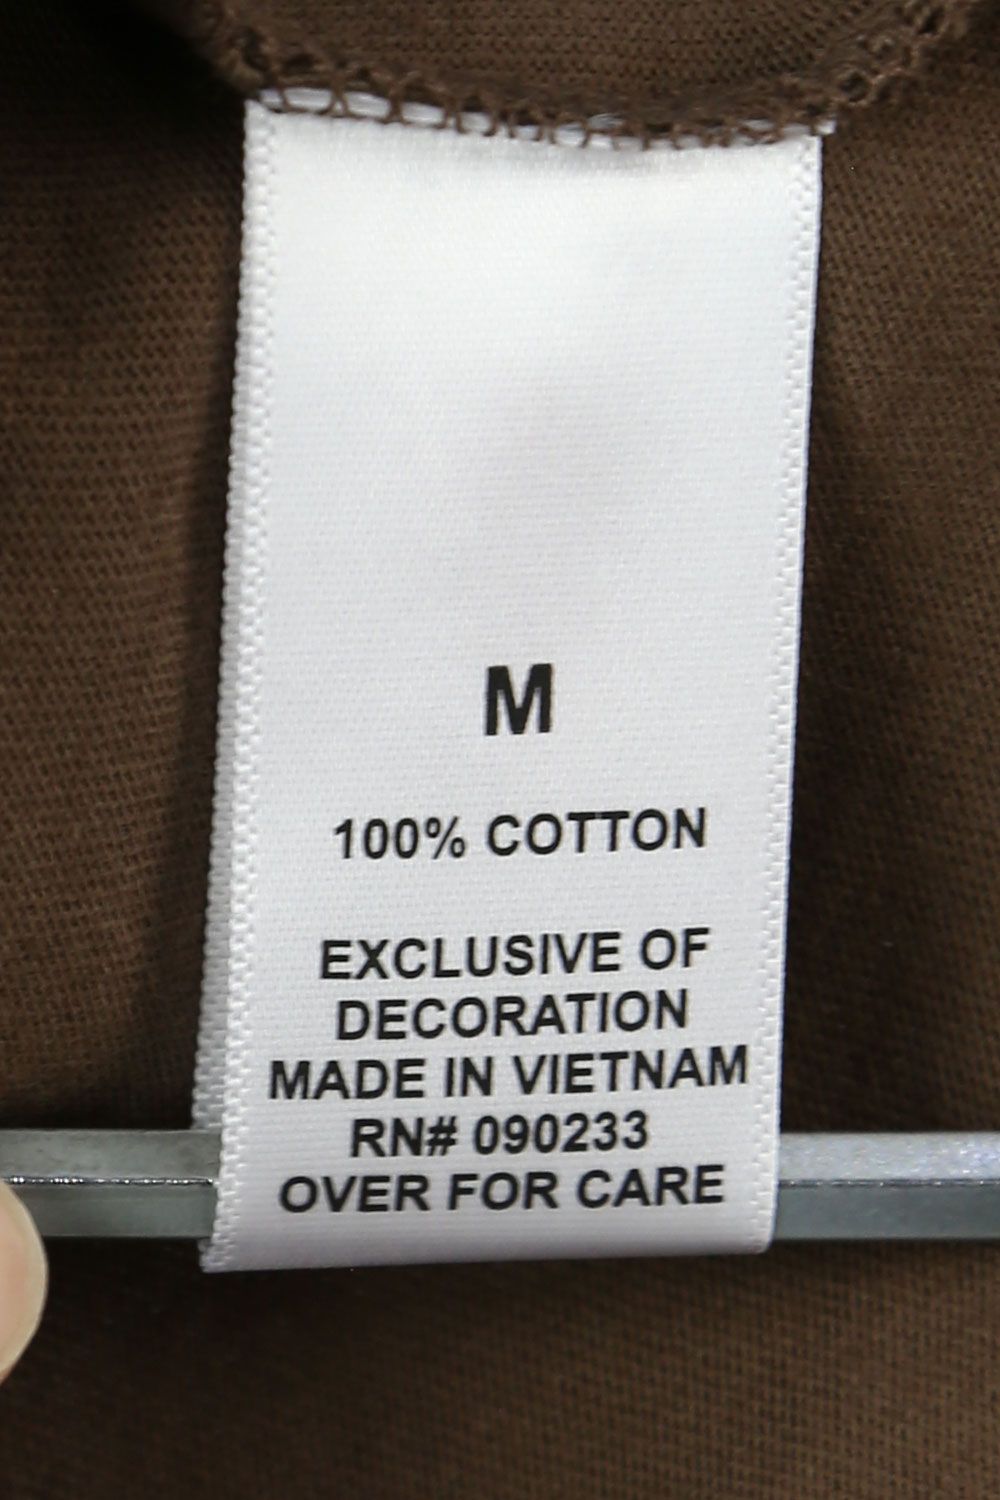 M
100% COTTON
EXCLUSIVE OF
DECORATION
MADE IN VIETNAM
RN# 090233
OVER FOR CARE